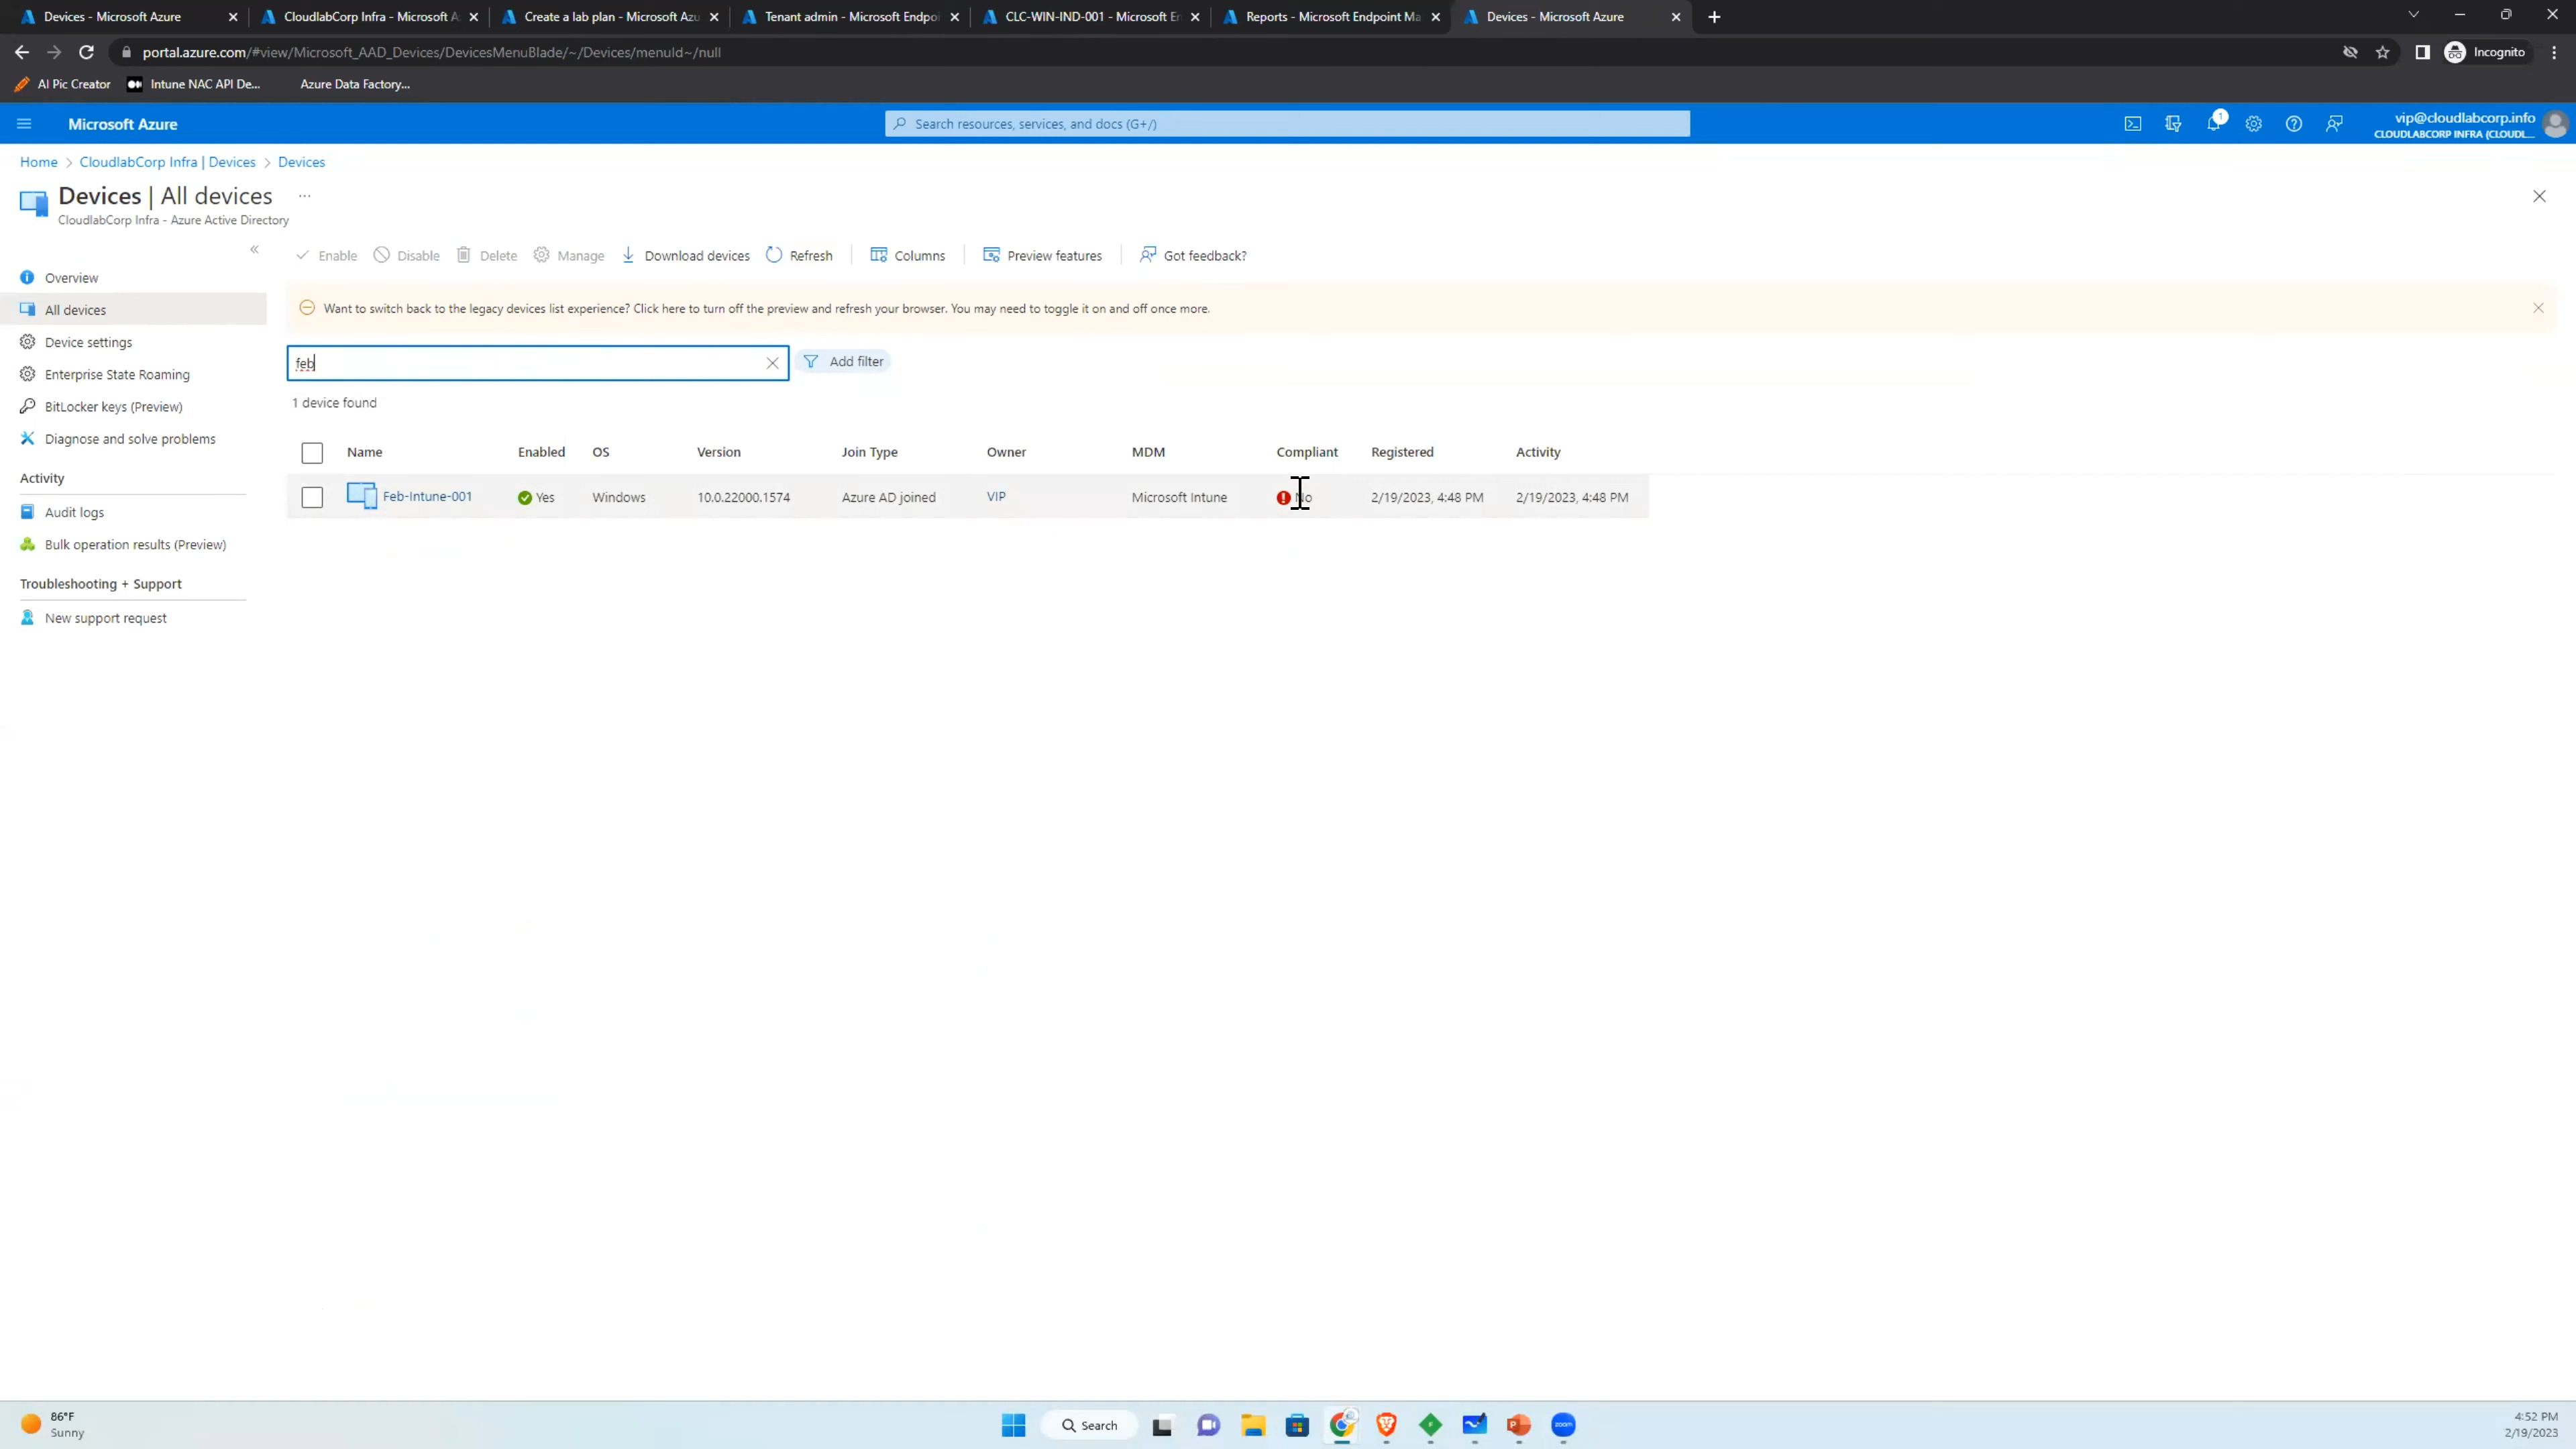 Devices - Microsoft Azure
CloudlabCorp Infra - Microsoft A
Create a lab plan - Microsoft Azu
Tenant admin - Microsoft Endpoi
CLC-WIN-IND-001 - Microsoft En
Reports - Microsoft Endpoint Ma
Devices - Microsoft Azure
portal.azure.com/#view/Microsoft_AAD_Devices/DevicesMenuBlade/~/Devices/menuId~/null
Incognito
AI Pic Creator
Intune NAC API De...
Azure Data Factory...
Microsoft Azure
Search resources, services, and docs (G+/)
1
vip@cloudlabcorp.info
CLOUDLABCORP INFRA (CLOUDL...
Home > CloudlabCorp Infra | Devices > Devices
Devices | All devices ...
CloudlabCorp Infra - Azure Active Directory
Enable
Disable
Delete
Manage
Download devices
Refresh
Columns
Preview features
Got feedback?
Want to switch back to the legacy devices list experience? Click here to turn off the preview and refresh your browser. You may need to toggle it on and off once more.
Overview
All devices
Device settings
Enterprise State Roaming
BitLocker keys (Preview)
Diagnose and solve problems
Activity
Audit logs
Bulk operation results (Preview)
Troubleshooting + Support
New support request
feb
Add filter
1 device found
Name Enabled OS Version Join Type Owner MDM Compliant Registered Activity
Feb-Intune-001 Yes Windows 10.0.22000.1574 Azure AD joined VIP Microsoft Intune No 2/19/2023, 4:48 PM 2/19/2023, 4:48 PM
86°F
Sunny
Search
zoom
4:52 PM
2/19/2023